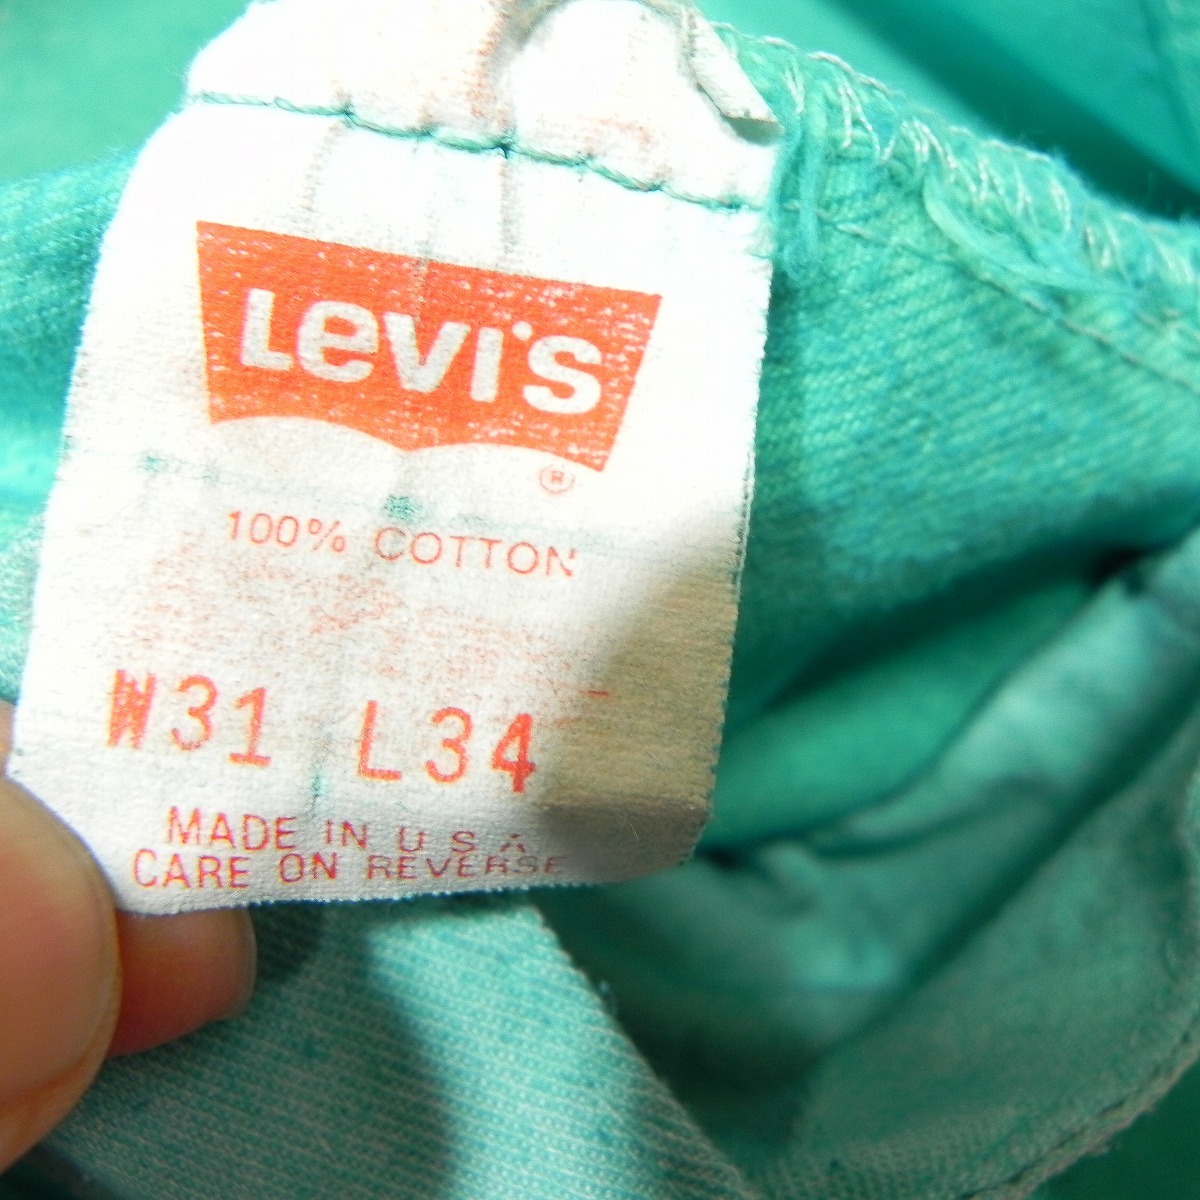 Levi's
®
100% COTTON
W31 L34
MADE IN U S A
CARE ON REVERSE